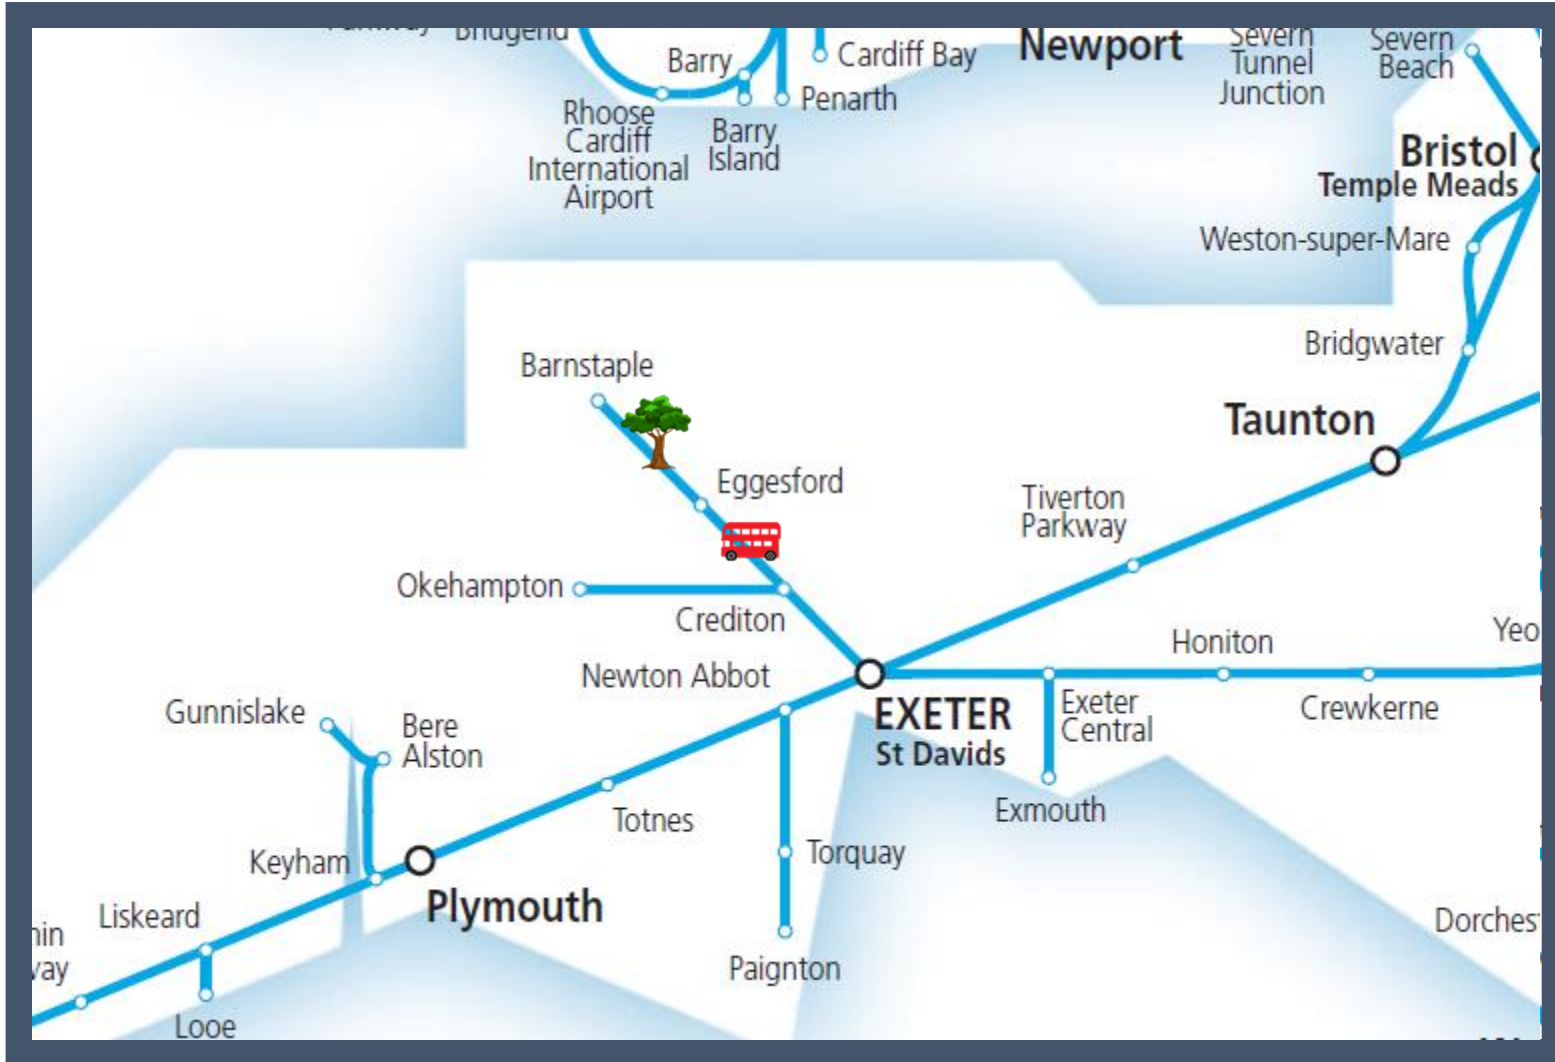 Bridgend
Barry
Cardiff Bay
Newport
Severn
Tunnel
Junction
Severn
Beach
Penarth
Rhoose
Cardiff
International
Airport
Barry
Island
Bristol
Temple Meads
Weston-super-Mare
Bridgwater
Barnstaple
Taunton
Eggesford
Tiverton
Parkway
Okehampton
Crediton
Honiton
Yeo
Newton Abbot
Gunnislake
Bere
Alston
EXETER
St Davids
Exeter
Central
Crewkerne
Exmouth
Totnes
Torquay
Keyham
Plymouth
Liskeard
Dorches
Paignton
Looe